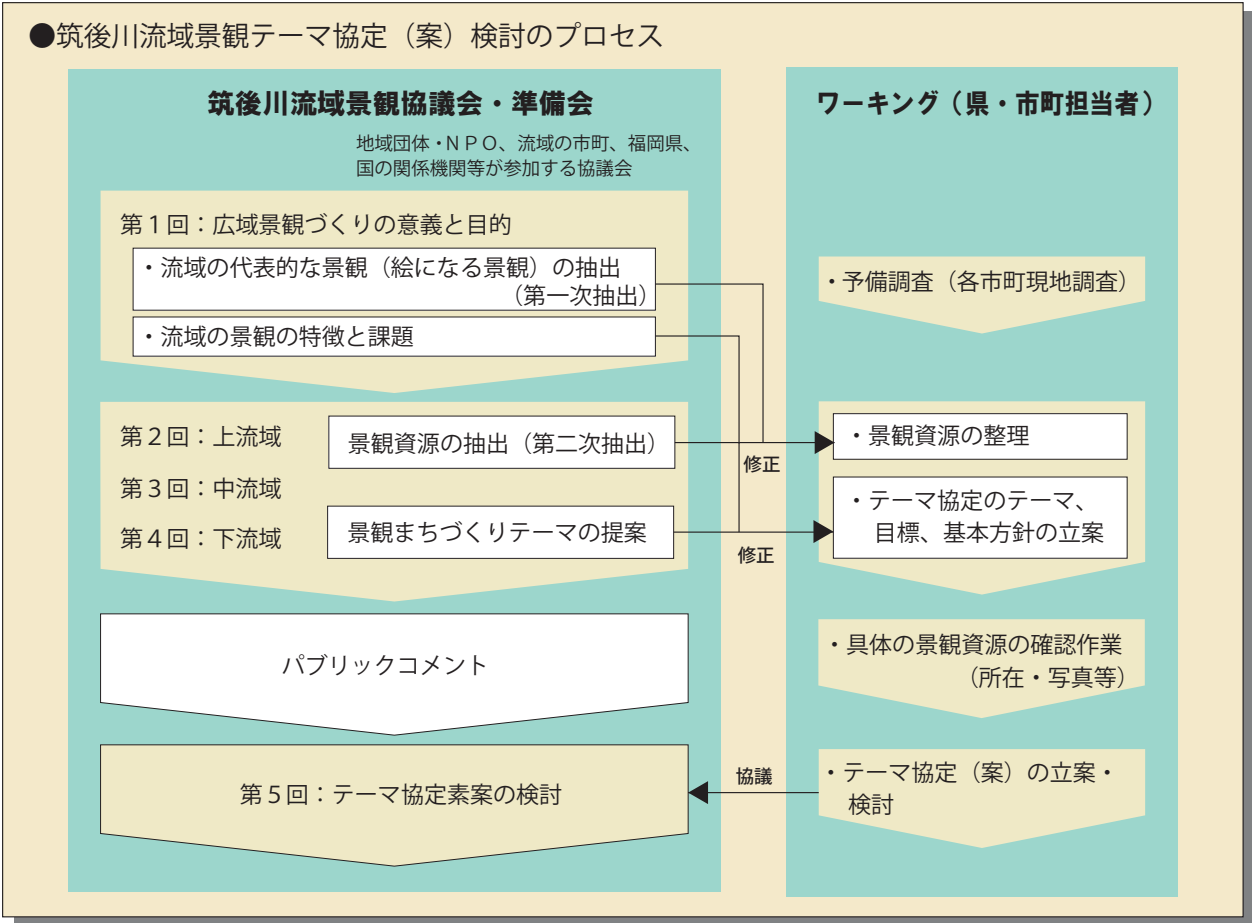 ●筑後川流域景観テーマ協定（案）検討のプロセス
筑後川流域景観協議会・準備会
地域団体・ＮＰＯ、流域の市町、福岡県、
国の関係機関等が参加する協議会
第１回：広域景観づくりの意義と目的
・流域の代表的な景観（絵になる景観）の抽出
（第一次抽出）
・流域の景観の特徴と課題
第２回：上流域
景観資源の抽出（第二次抽出）
第３回：中流域
第４回：下流域
景観まちづくりテーマの提案
パブリックコメント
第５回：テーマ協定素案の検討
修正
修正
協議
ワーキング（県・市町担当者）
・予備調査（各市町現地調査）
・景観資源の整理
・テーマ協定のテーマ、
目標、基本方針の立案
・具体の景観資源の確認作業
（所在・写真等）
・テーマ協定（案）の立案・
検討